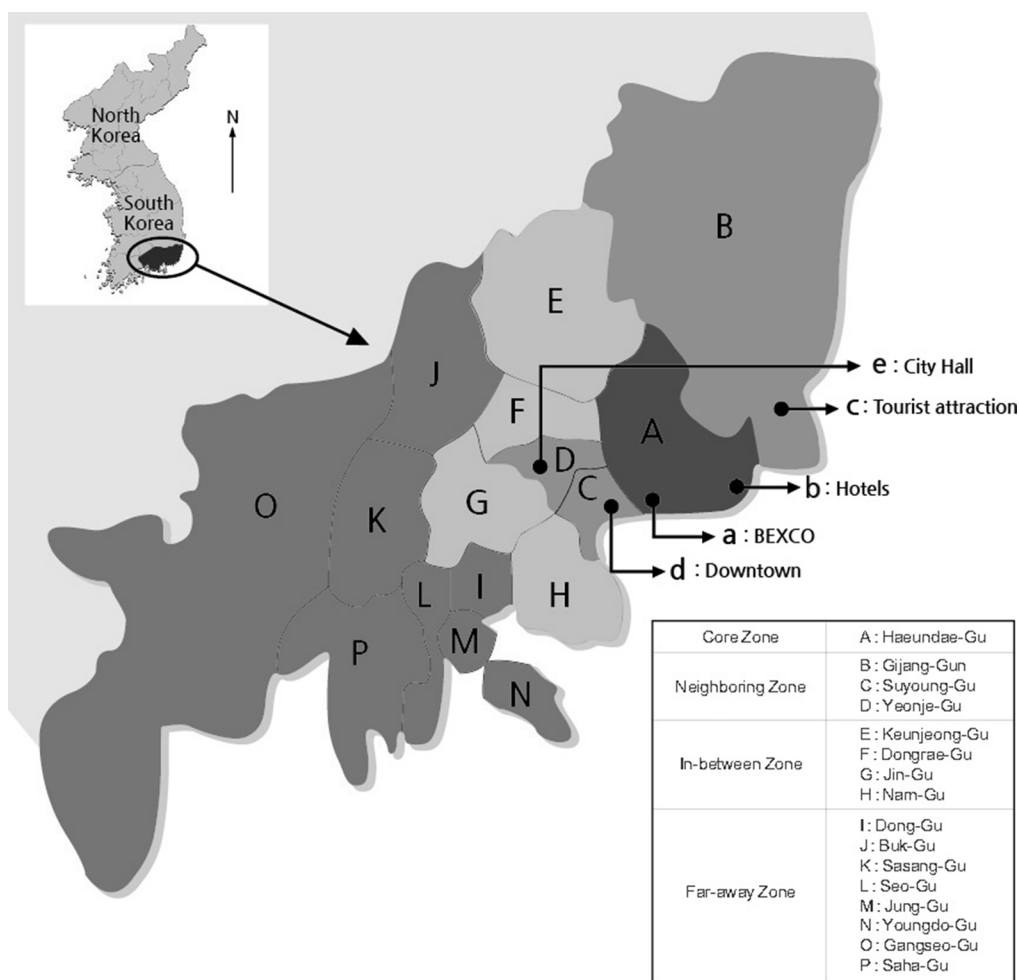 North
Korea
N
South
Korea
B
E
J
e : City Hall
F
c : Tourist attraction
A
D
C
b : Hotels
G
O
K
a : BEXCO
d : Downtown
L
I
H
M
P
N
Core Zone
A : Haeundae-Gu
Neighboring Zone
B : Gijang-Gun
C : Suyoung-Gu
D : Yeonje-Gu
In-between Zone
E : Keunjeong-Gu
F : Dongrae-Gu
G : Jin-Gu
H : Nam-Gu
Far-away Zone
I : Dong-Gu
J : Buk-Gu
K : Sasang-Gu
L : Seo-Gu
M : Jung-Gu
N : Youngdo-Gu
O : Gangseo-Gu
P : Saha-Gu